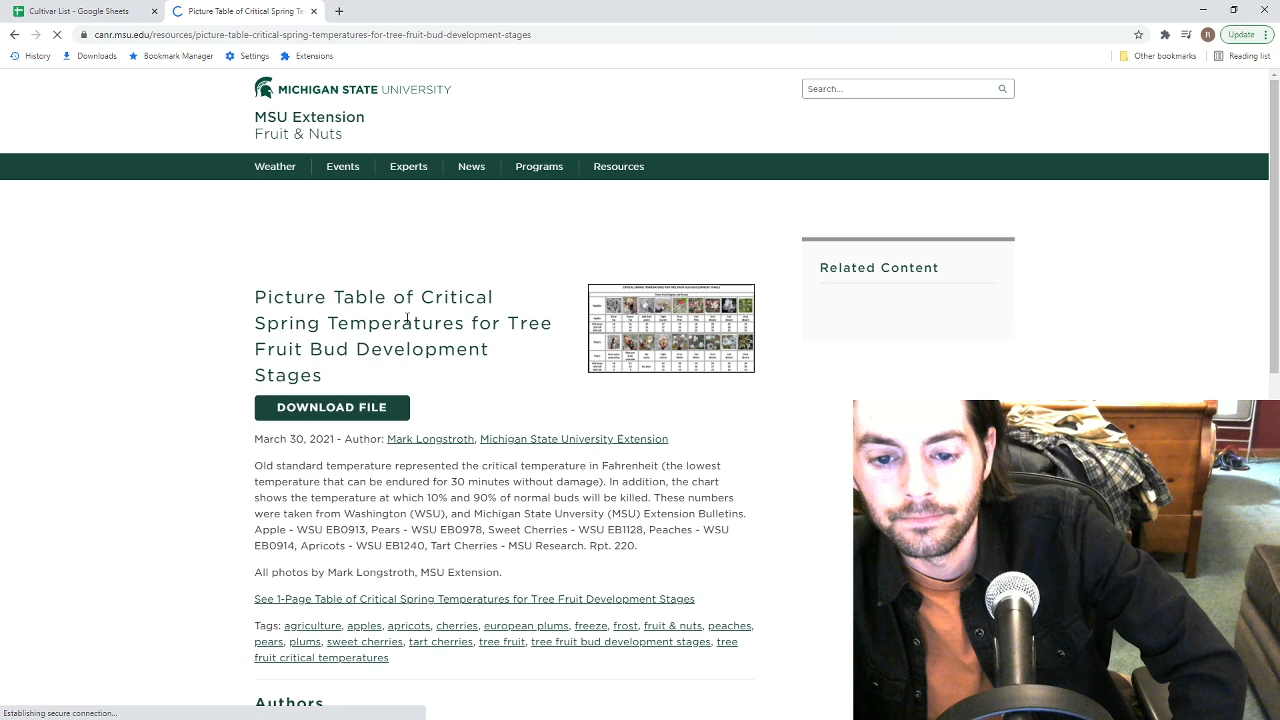 Cultivar List - Google Sheets
Picture Table of Critical Spring Te
canr.msu.edu/resources/picture-table-critical-spring-temperatures-for-tree-fruit-bud-development-stages
R
Update
History
Downloads
Bookmark Manager
Settings
Extensions
Other bookmarks
Reading list
MICHIGAN STATE UNIVERSITY
Search...
MSU Extension
Fruit & Nuts
Weather
Events
Experts
News
Programs
Resources
Related Content
Picture Table of Critical
Spring Temperatures for Tree
Fruit Bud Development
Stages
DOWNLOAD FILE
March 30, 2021 - Author: Mark Longstroth, Michigan State University Extension
Old standard temperature represented the critical temperature in Fahrenheit (the lowest
temperature that can be endured for 30 minutes without damage). In addition, the chart
shows the temperature at which 10% and 90% of normal buds will be killed. These numbers
were taken from Washington (WSU), and Michigan State Unversity (MSU) Extension Bulletins.
Apple - WSU EB0913, Pears - WSU EB0978, Sweet Cherries - WSU EB1128, Peaches - WSU
EB0914, Apricots - WSU EB1240, Tart Cherries - MSU Research. Rpt. 220.
All photos by Mark Longstroth, MSU Extension.
See 1-Page Table of Critical Spring Temperatures for Tree Fruit Development Stages
Tags: agriculture, apples, apricots, cherries, european plums, freeze, frost, fruit & nuts, peaches,
pears, plums, sweet cherries, tart cherries, tree fruit, tree fruit bud development stages, tree
fruit critical temperatures
Authors
Establishing secure connection...